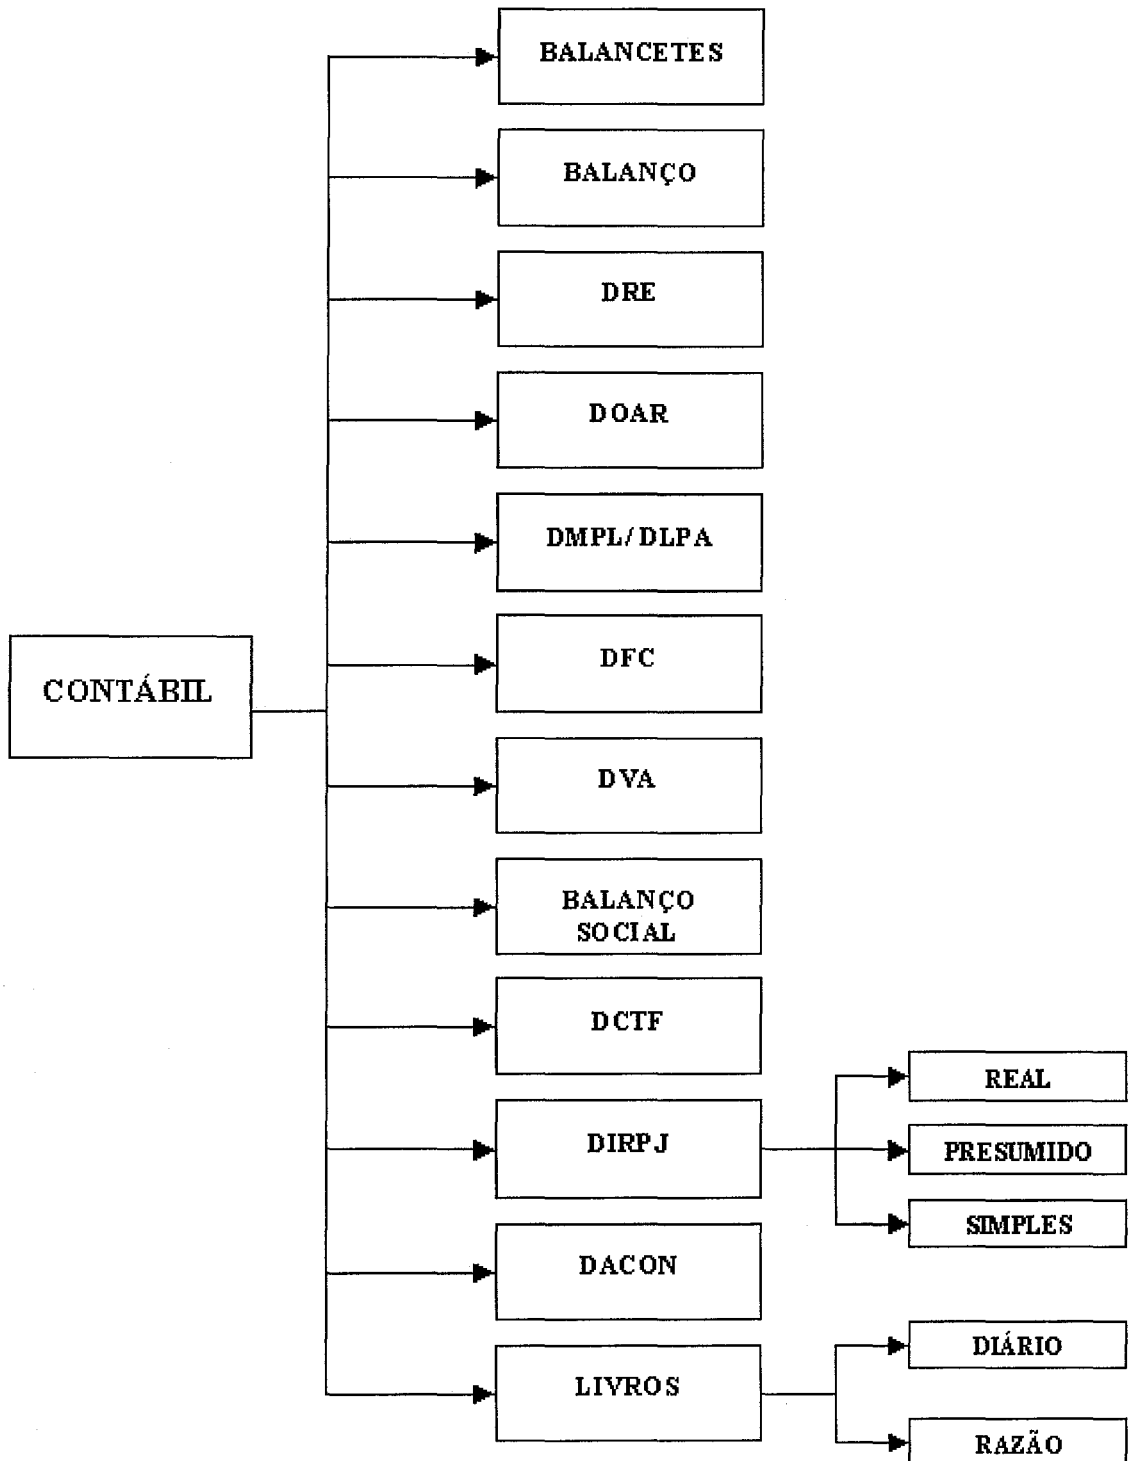 BALANCETES
BALANÇO
DRE
DOAR
DMPL/DLPA
DFC
CONTÁBIL
DVA
BALANÇO
SOCIAL
DCTF
DIRPJ
REAL
PRESUMIDO
SIMPLES
DACON
LIVROS
DIÁRIO
RAZÃO